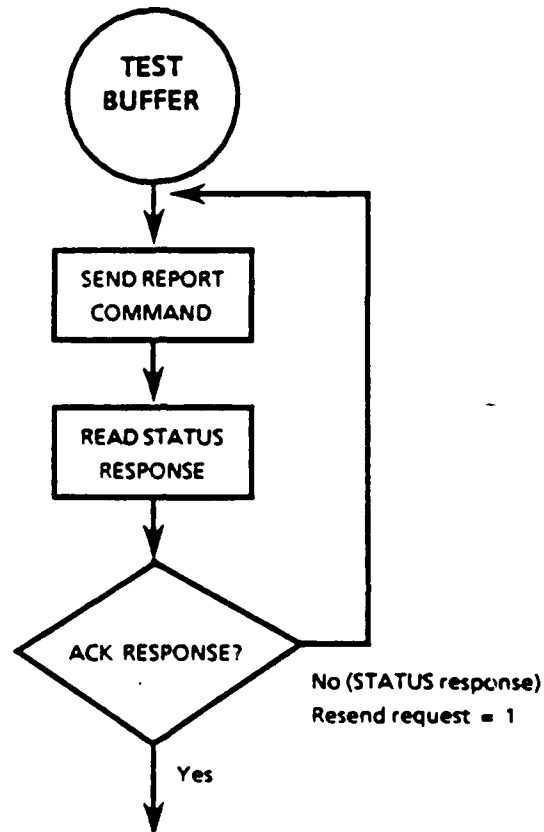 TEST
BUFFER
SEND REPORT
COMMAND
READ STATUS
RESPONSE
ACK RESPONSE?
No (STATUS response)
Resend request = 1
Yes